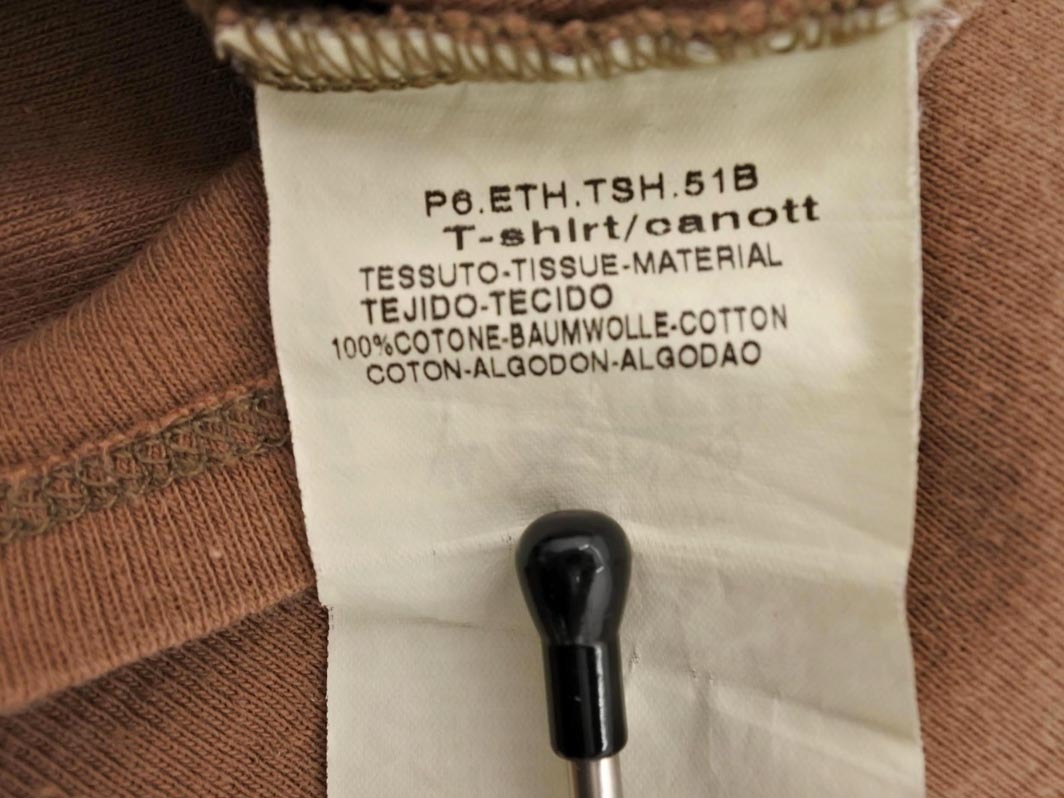 P6.ETH.TSH.51B
T-shirt/canott
TESSUTO-TISSUE-MATERIAL
TEJIDO-TECIDO
100%COTONE-BAUMWOLLE-COTTON
COTON-ALGODON-ALGODAO